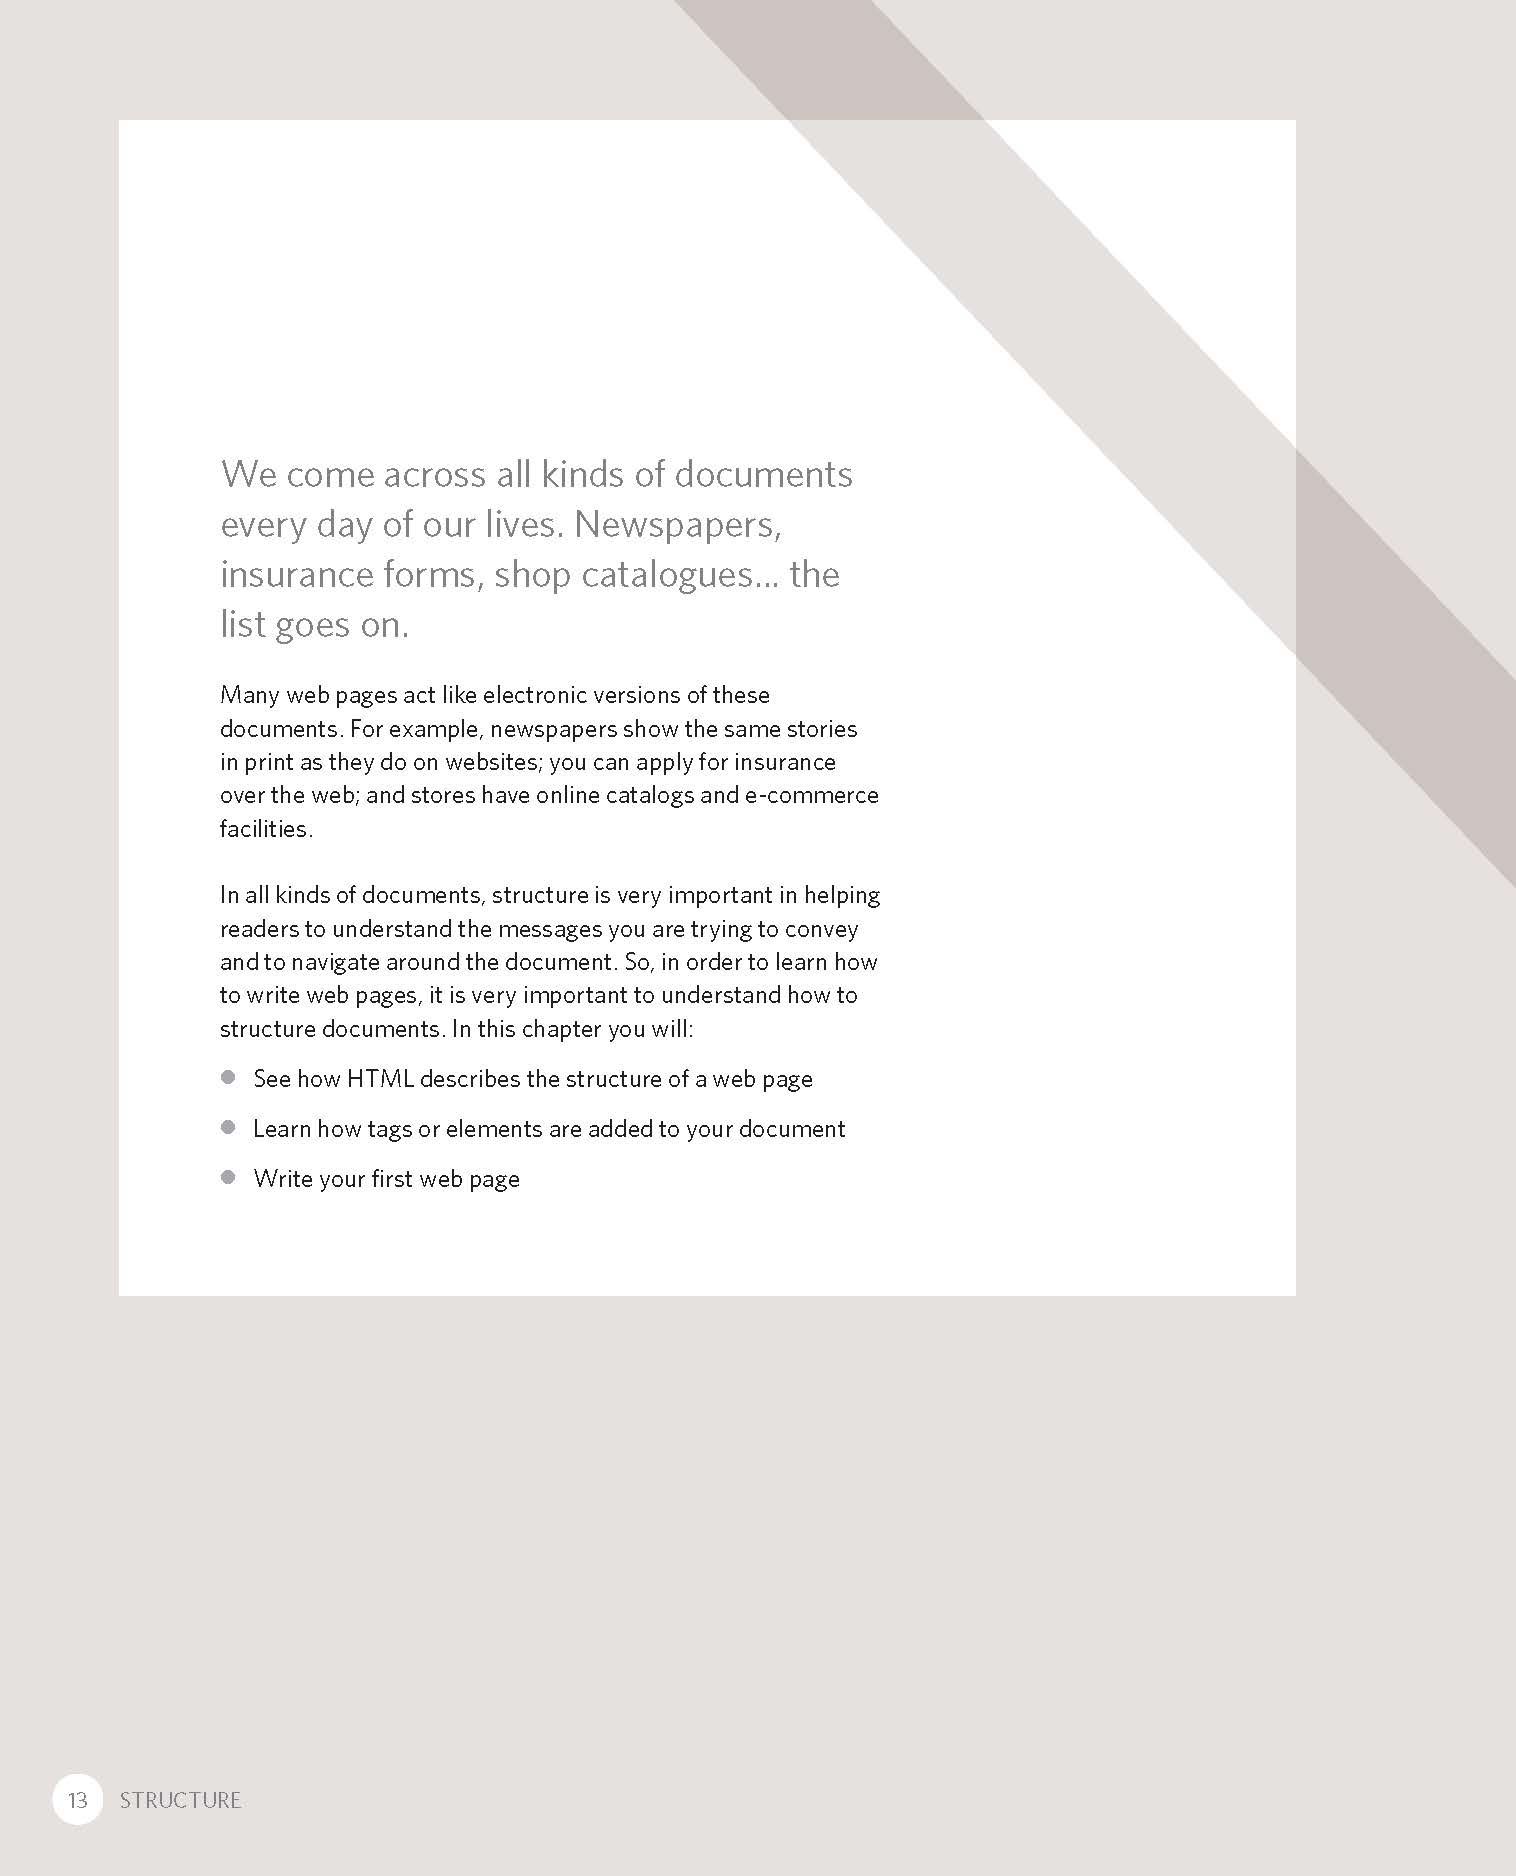 We come across all kinds of documents
every day of our lives. Newspapers,
insurance forms, shop catalogues... the
list goes on.
Many web pages act like electronic versions of these
documents. For example, newspapers show the same stories
in print as they do on websites; you can apply for insurance
over the web; and stores have online catalogs and e-commerce
facilities.
In all kinds of documents, structure is very important in helping
readers to understand the messages you are trying to convey
and to navigate around the document. So, in order to learn how
to write web pages, it is very important to understand how to
structure documents. In this chapter you will:
● See how HTML describes the structure of a web page
● Learn how tags or elements are added to your document
● Write your first web page
13 STRUCTURE